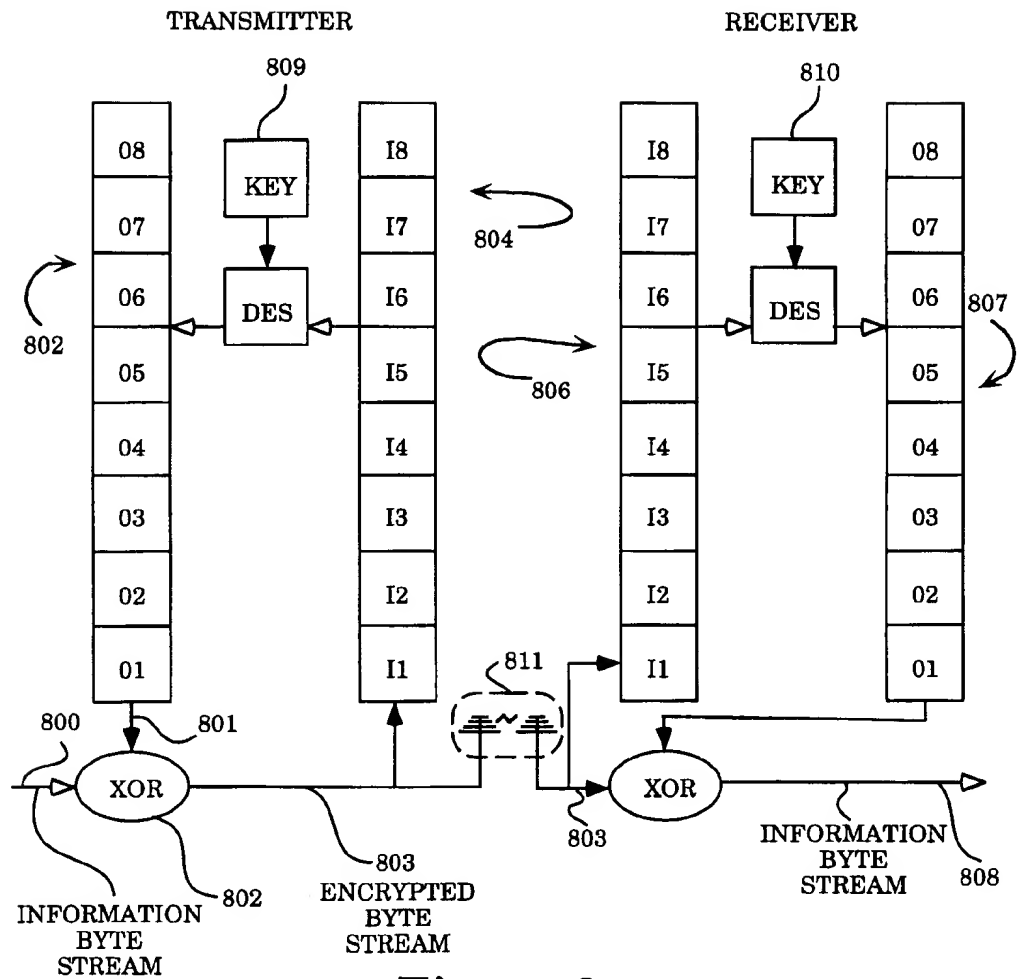 TRANSMITTER
RECEIVER
809
810
08
I8
I8
08
KEY
KEY
07
I7
I7
07
804
06
DES
I6
I6
DES
06
807
802
05
I5
806
I5
05
04
I4
I4
04
03
I3
I3
03
02
I2
I2
02
01
I1
811
I1
01
800
801
XOR
XOR
803
803
802
INFORMATION
BYTE
STREAM
ENCRYPTED
BYTE
STREAM
INFORMATION
BYTE
STREAM
808